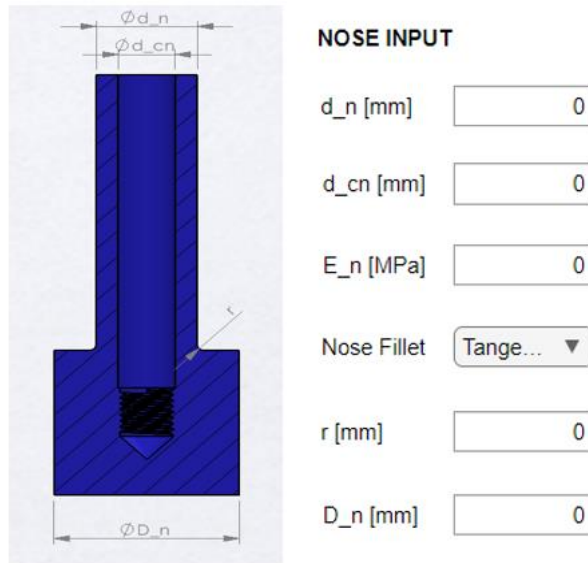 Ød_n
Ød_cn
r
ØD_n
NOSE INPUT
d_n [mm] 0
d_cn [mm] 0
E_n [MPa] 0
Nose Fillet Tange... ▼
r [mm] 0
D_n [mm] 0